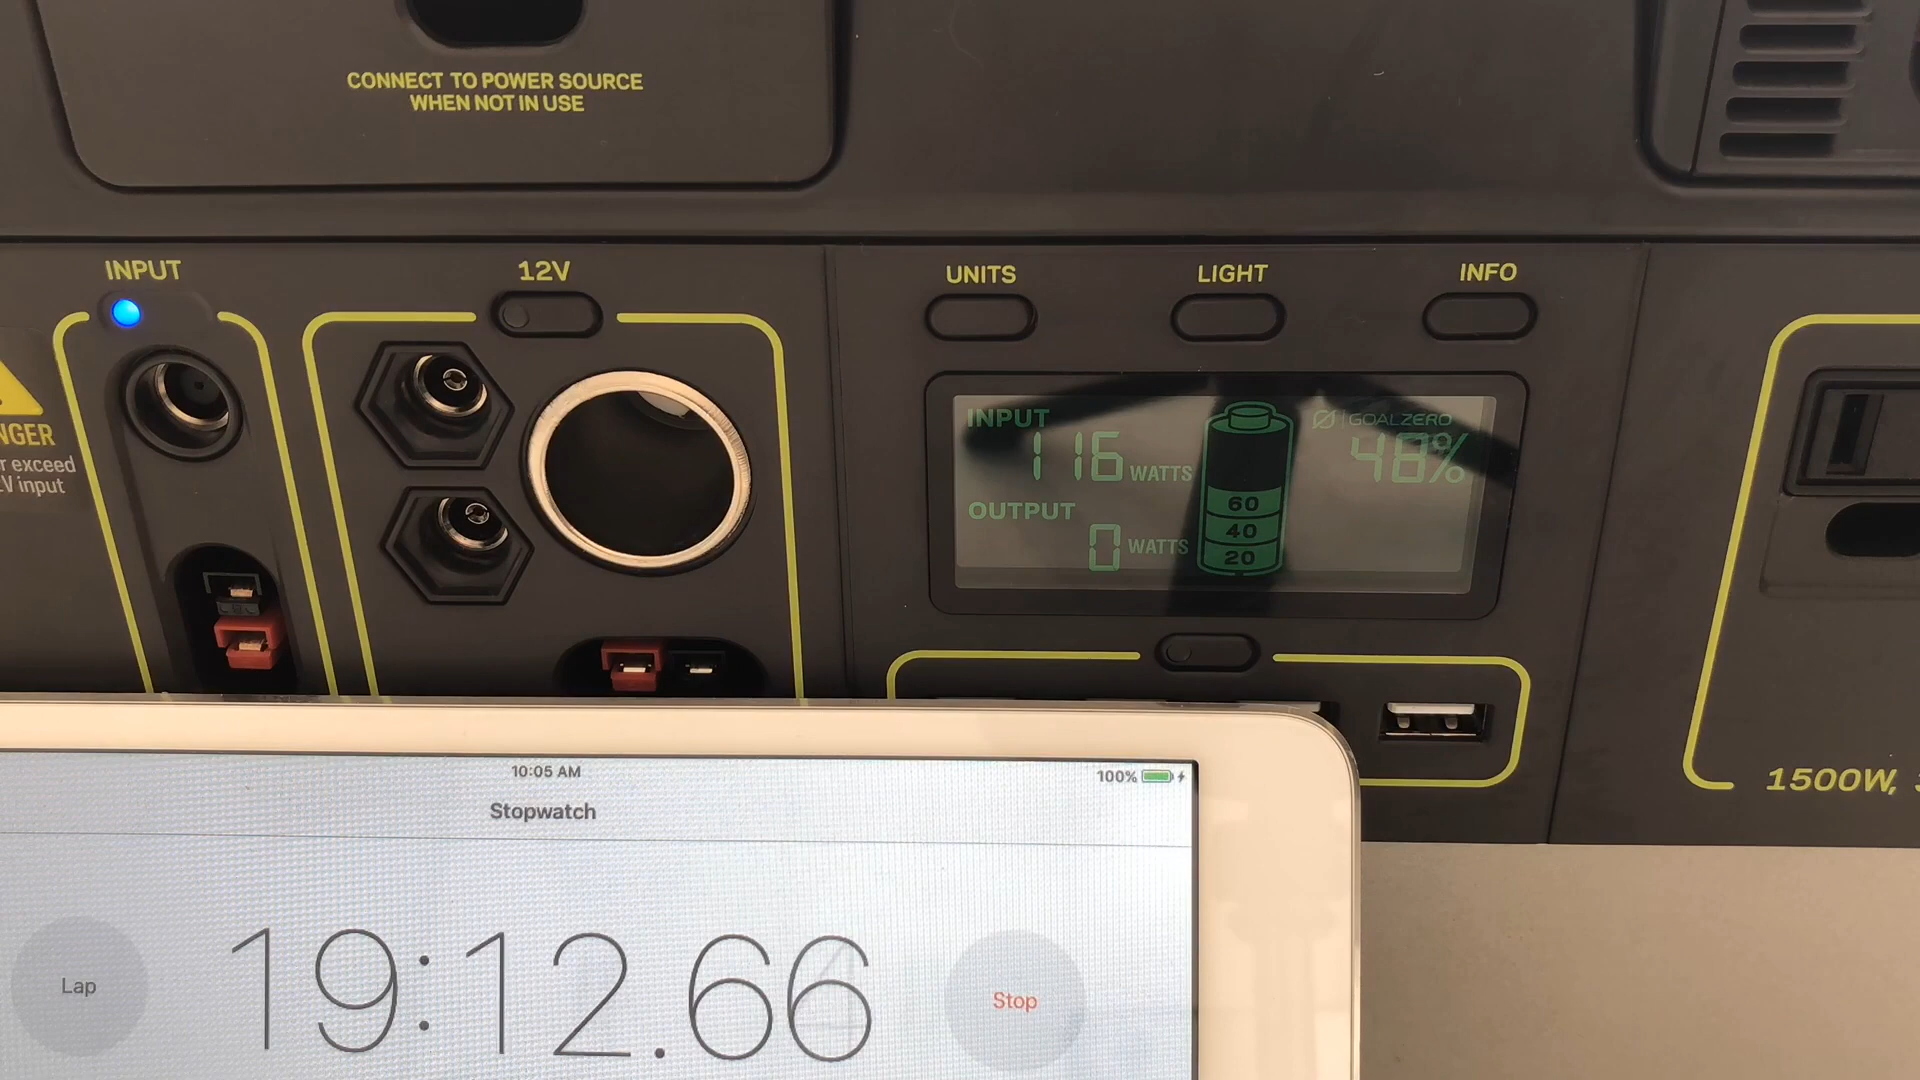 CONNECT TO POWER SOURCE
WHEN NOT IN USE
INPUT
12V
UNITS
LIGHT
INFO
NGER
r exceed
V input
INPUT
116 WATTS
OUTPUT
0 WATTS
60
40
20
GOALZERO
48%
1500W,
10:05 AM
100%
Stopwatch
Lap
19:12.66
Stop